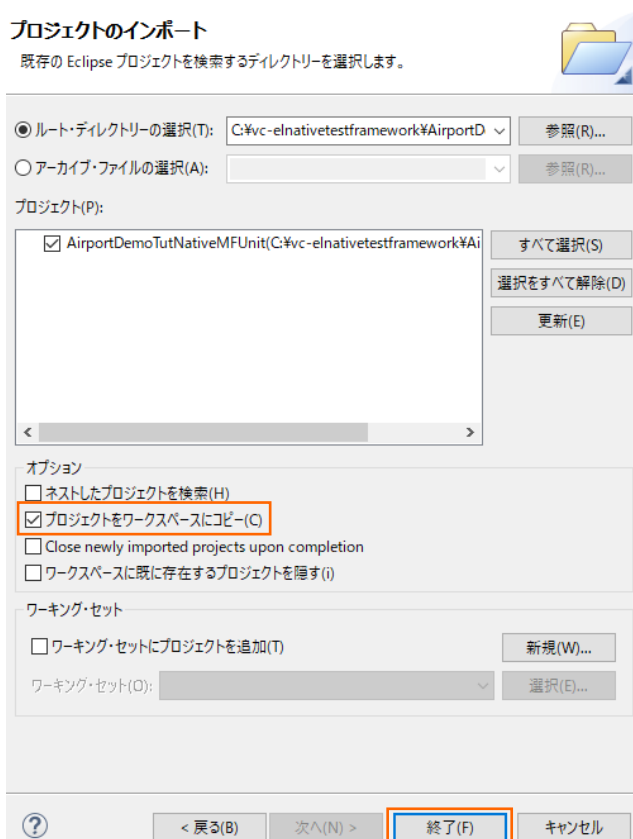 プロジェクトのインポート
既存の Eclipse プロジェクトを検索するディレクトリーを選択します。
ルート・ディレクトリーの選択(T): C:¥vc-elnativetestframework¥AirportD 参照(R)...
アーカイブ・ファイルの選択(A): 参照(R)...
プロジェクト(P):
AirportDemoTutNativeMFUnit(C:¥vc-elnativetestframework¥Ai すべて選択(S)
選択をすべて解除(D)
更新(E)
オプション
ネストしたプロジェクトを検索(H)
プロジェクトをワークスペースにコピー(C)
Close newly imported projects upon completion
ワークスペースに既に存在するプロジェクトを隠す(i)
ワーキング・セット
ワーキング・セットにプロジェクトを追加(T) 新規(W)...
ワーキング・セット(O): 選択(E)...
? < 戻る(B) 次へ(N) > 終了(F) キャンセル